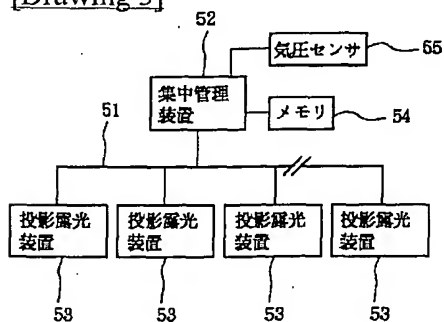 [Drawing 3]
52
気圧センサ
55
集中管理
装置
51
メモリ
54
投影露光
装置
投影露光
装置
投影露光
装置
投影露光
装置
53
53
53
53